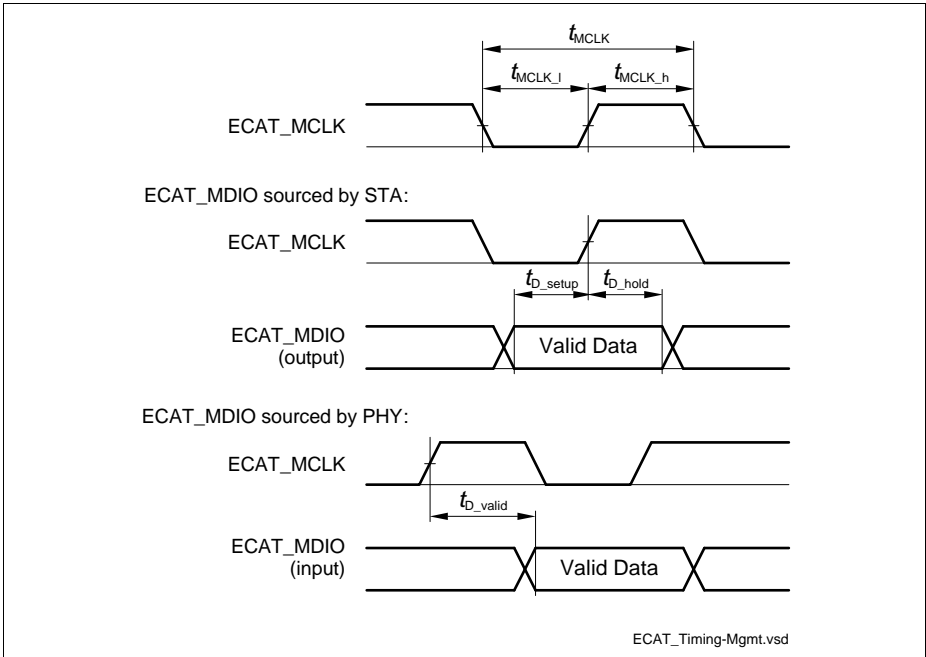 tMCLK
tMCLK_l tMCLK_h
ECAT_MCLK
ECAT_MDIO sourced by STA:
ECAT_MCLK
tD_setup tD_hold
ECAT_MDIO
(output)
Valid Data
ECAT_MDIO sourced by PHY:
ECAT_MCLK
tD_valid
ECAT_MDIO
(input)
Valid Data
ECAT_Timing-Mgmt.vsd